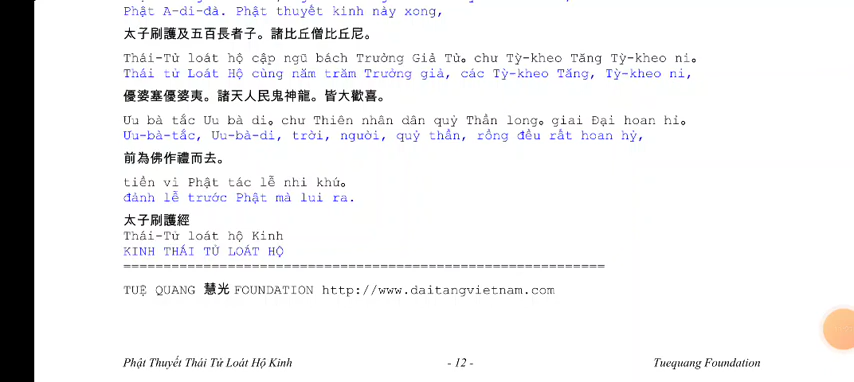 Phật A-di-đà. Phật thuyết kinh này xong,
太子刷護及五百長者子。諸比丘僧比丘尼。
Thái-Tử loát hộ cập ngũ bách Trưởng Giả Tử。chư Tỳ-kheo Tăng Tỳ-kheo ni。
Thái tử Loát Hộ cùng năm trăm Trưởng giả, các Tỳ-kheo Tăng, Tỳ-kheo ni,
優婆塞優婆夷。諸天人民鬼神龍。皆大歡喜。
Ưu bà tắc Ưu bà di。chư Thiên nhân dân quỷ Thần long。giai Đại hoan hỉ。
Ưu-bà-tắc, Ưu-bà-di, trời, người, quỷ thần, rồng đều rất hoan hỷ,
前為佛作禮而去。
tiền vi Phật tác lễ nhi khứ。
đảnh lễ trước Phật mà lui ra.
太子刷護經
Thái-Tử loát hộ Kinh
KINH THÁI TỬ LOÁT HỘ
============================================================
TUỆ QUANG 慧光 FOUNDATION http://www.daitangvietnam.com
Phật Thuyết Thái Tử Loát Hộ Kinh - 12 - Tuequang Foundation